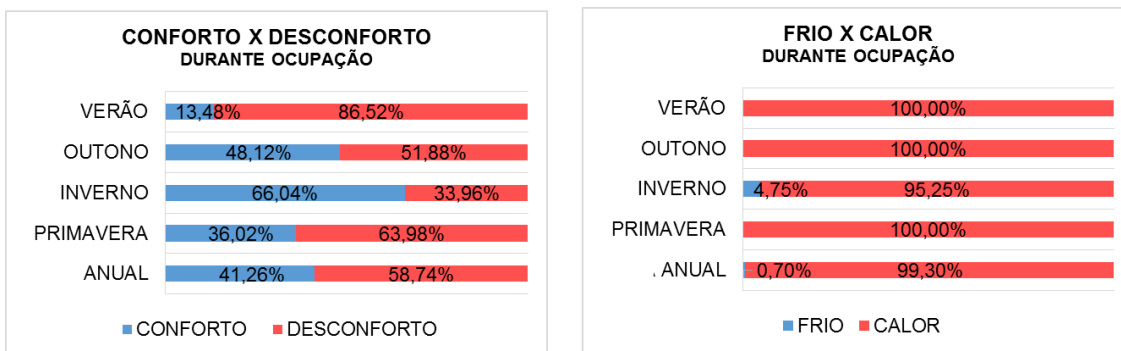 CONFORTO X DESCONFORTO
DURANTE OCUPAÇÃO
VERÃO 13,48% 86,52%
OUTONO 48,12% 51,88%
INVERNO 66,04% 33,96%
PRIMAVERA 36,02% 63,98%
ANUAL 41,26% 58,74%
CONFORTO DESCONFORTO
FRIO X CALOR
DURANTE OCUPAÇÃO
VERÃO 100,00%
OUTONO 100,00%
INVERNO 4,75% 95,25%
PRIMAVERA 100,00%
ANUAL 0,70% 99,30%
FRIO CALOR